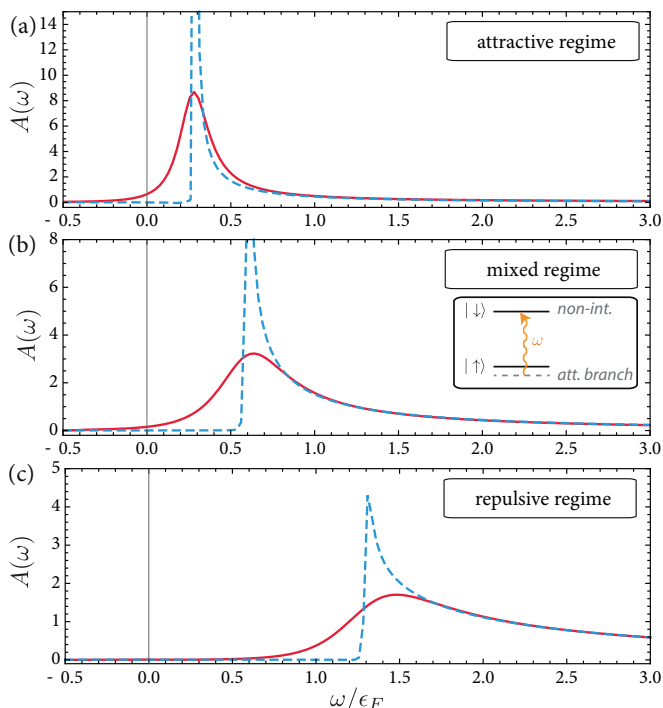 (a)
attractive regime
A(ω)
14
12
10
8
6
4
2
0
- 0.5 0.0 0.5 1.0 1.5 2.0 2.5 3.0
(b)
mixed regime
A(ω)
8
6
4
2
0
|↓⟩ non-int.
ω
|↑⟩ att. branch
- 0.5 0.0 0.5 1.0 1.5 2.0 2.5 3.0
(c)
repulsive regime
A(ω)
5
4
3
2
1
0
- 0.5 0.0 0.5 1.0 1.5 2.0 2.5 3.0
ω/ϵF